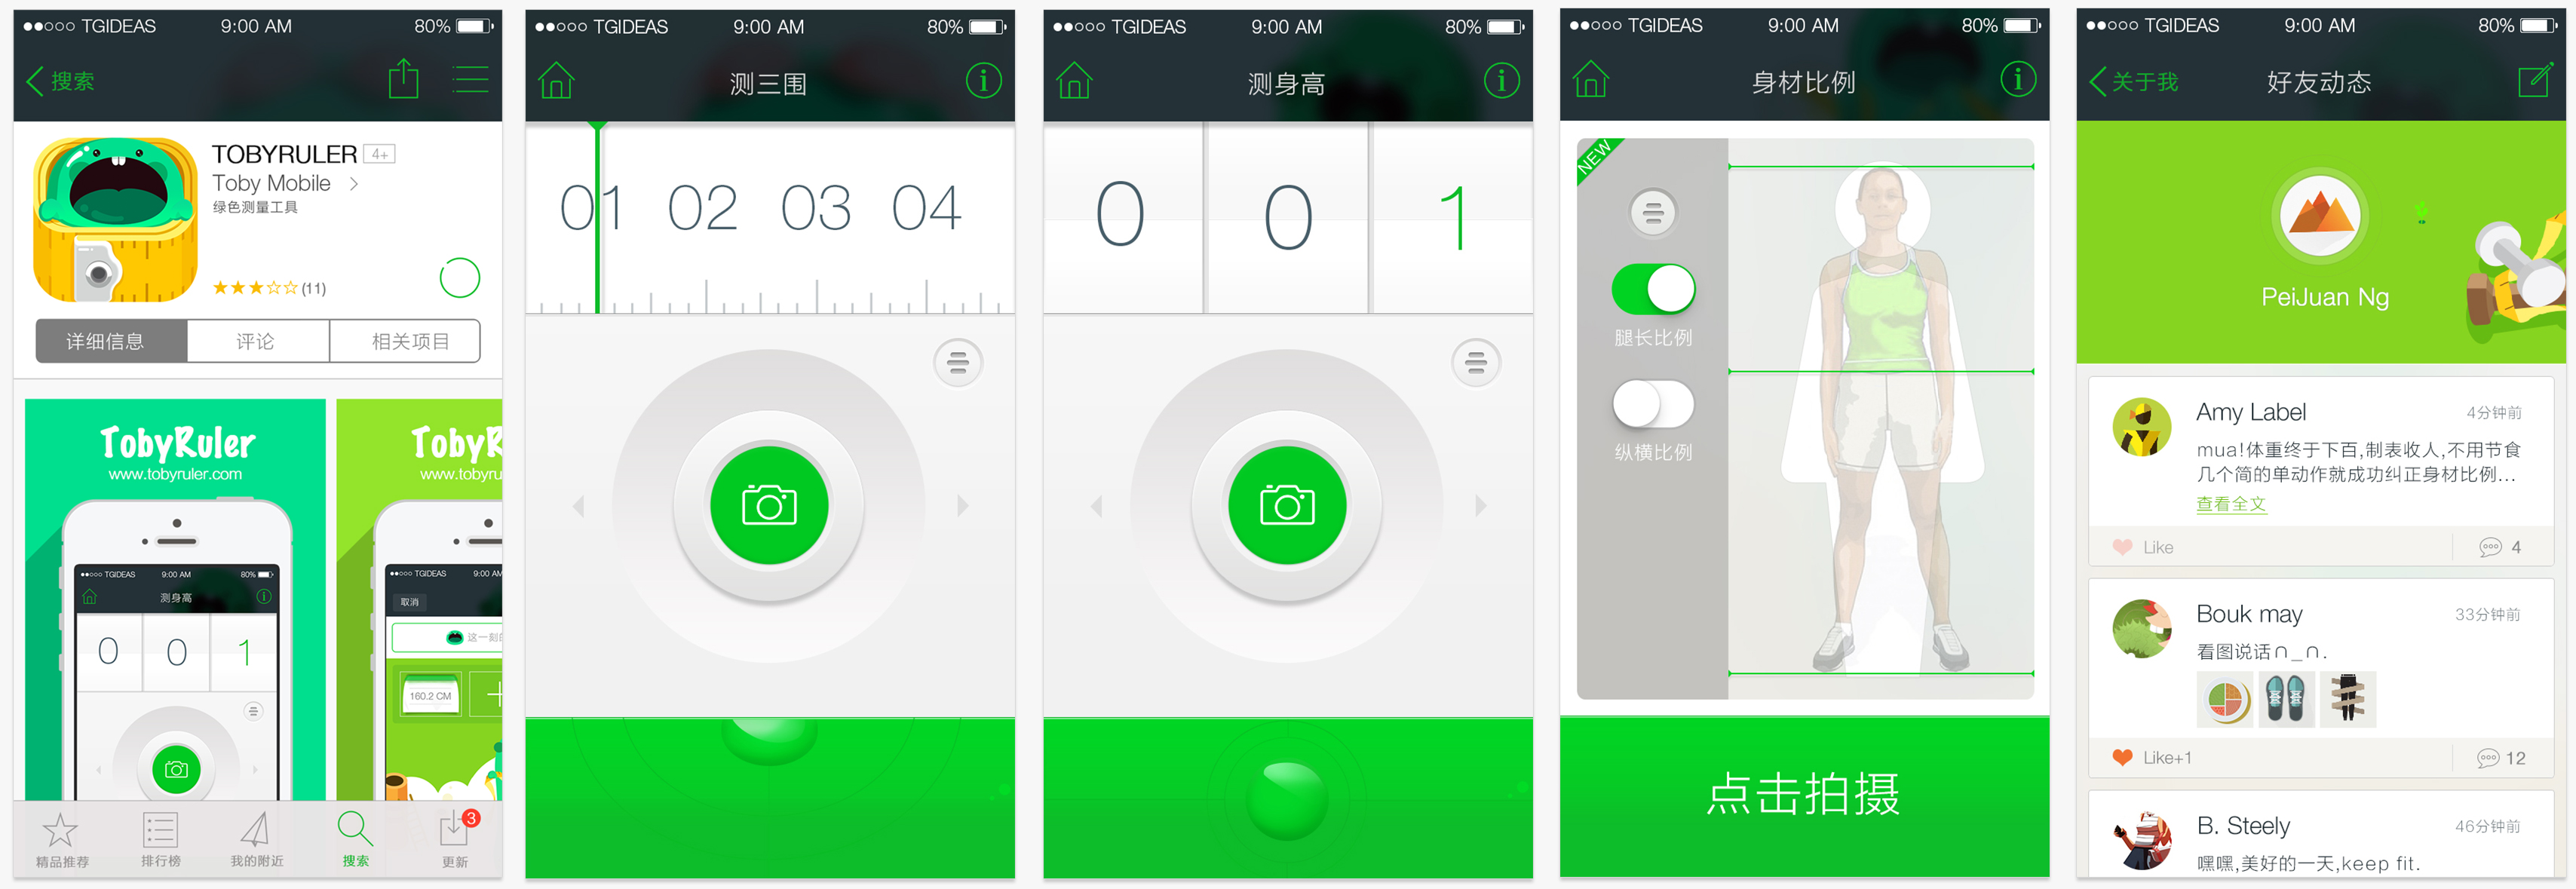 TGIDEAS 9:00 AM 80%
搜索
TOBYRULER 4+
Toby Mobile
绿色测量工具
(11)
详细信息 评论 相关项目
TobyRuler
www.tobyruler.com
TGIDEAS 9:00 AM 80%
测身高
0 0 1
TobyR
www.tobyru
TGIDEAS 9:00 AM
取消
这一刻
160.2 CM
精品推荐 排行榜 我的附近 搜索 更新
3
TGIDEAS 9:00 AM 80%
测三围
01 02 03 04
TGIDEAS 9:00 AM 80%
测身高
0 0 1
TGIDEAS 9:00 AM 80%
身材比例
NEW
腿长比例
纵横比例
点击拍摄
TGIDEAS 9:00 AM 80%
关于我 好友动态
PeiJuan Ng
Amy Label 4分钟前
mua!体重终于下百,制表收人,不用节食
几个简的单动作就成功纠正身材比例...
查看全文
Like 4
Bouk may 33分钟前
看图说话∩_∩.
Like+1 12
B. Steely 46分钟前
嘿嘿,美好的一天,keep fit.